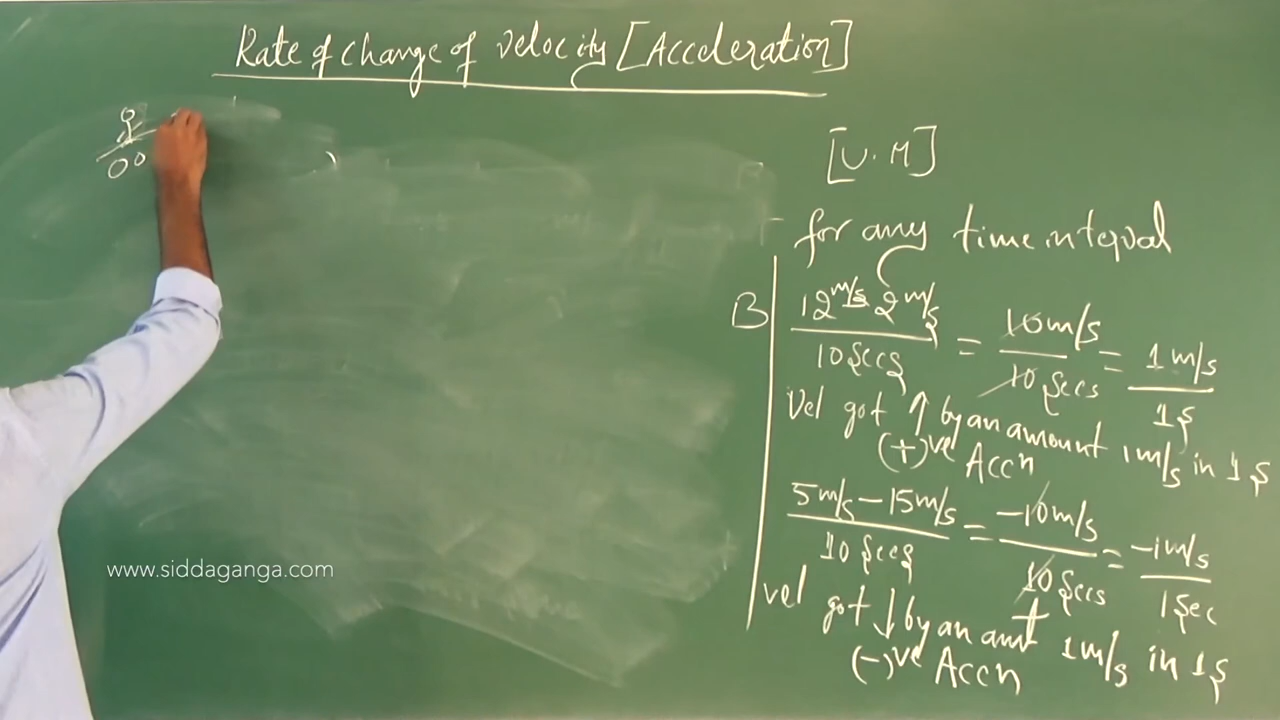 Rate of change of velocity [Acceleration]
[U.M]
for any time interval
B
12 m/s 2 m/s / 10 Secs = 10 m/s / 10 Secs = 1 m/s / 1 S
Vel got ↑ by an amount 1 m/s in 1 S
(+)ve Accn
5 m/s – 15 m/s / 10 Secs = –10 m/s / 10 Secs = –1 m/s / 1 Sec
vel got ↓ by an amt 1 m/s in 1 S
(–)ve Accn
www.siddaganga.com